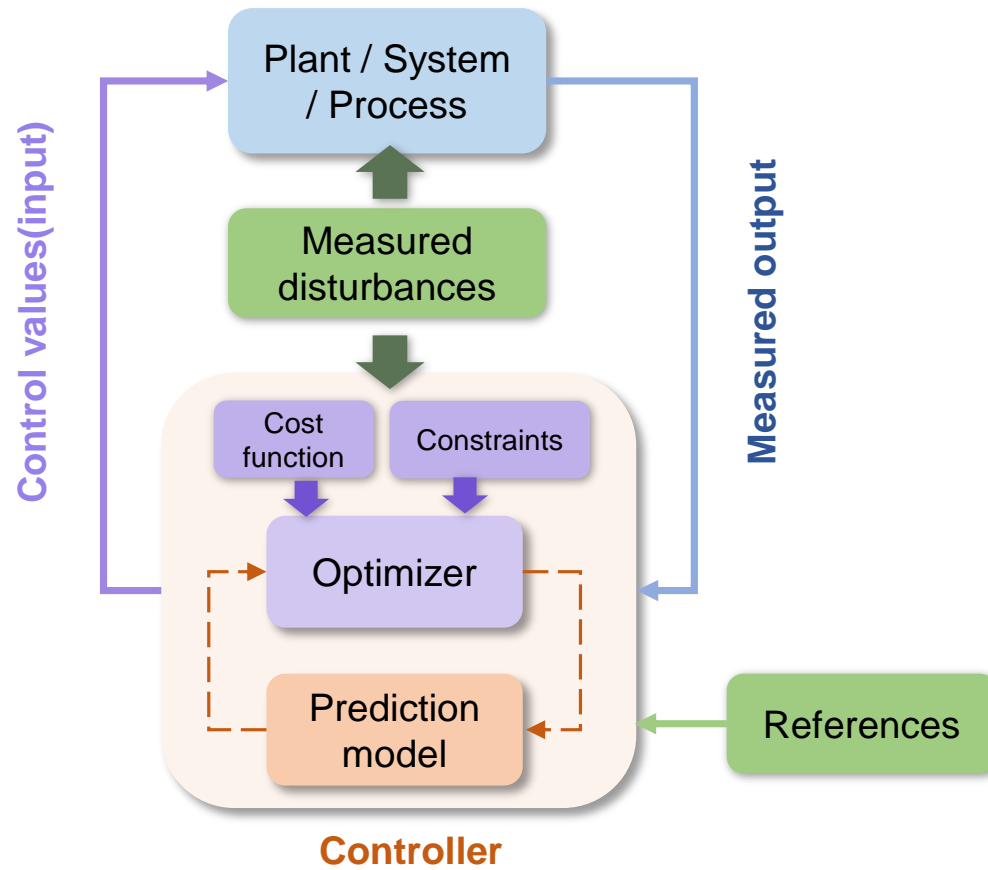 Plant / System
/ Process
Control values(input)
Measured output
Measured
disturbances
Cost
function
Constraints
Optimizer
Prediction
model
References
Controller